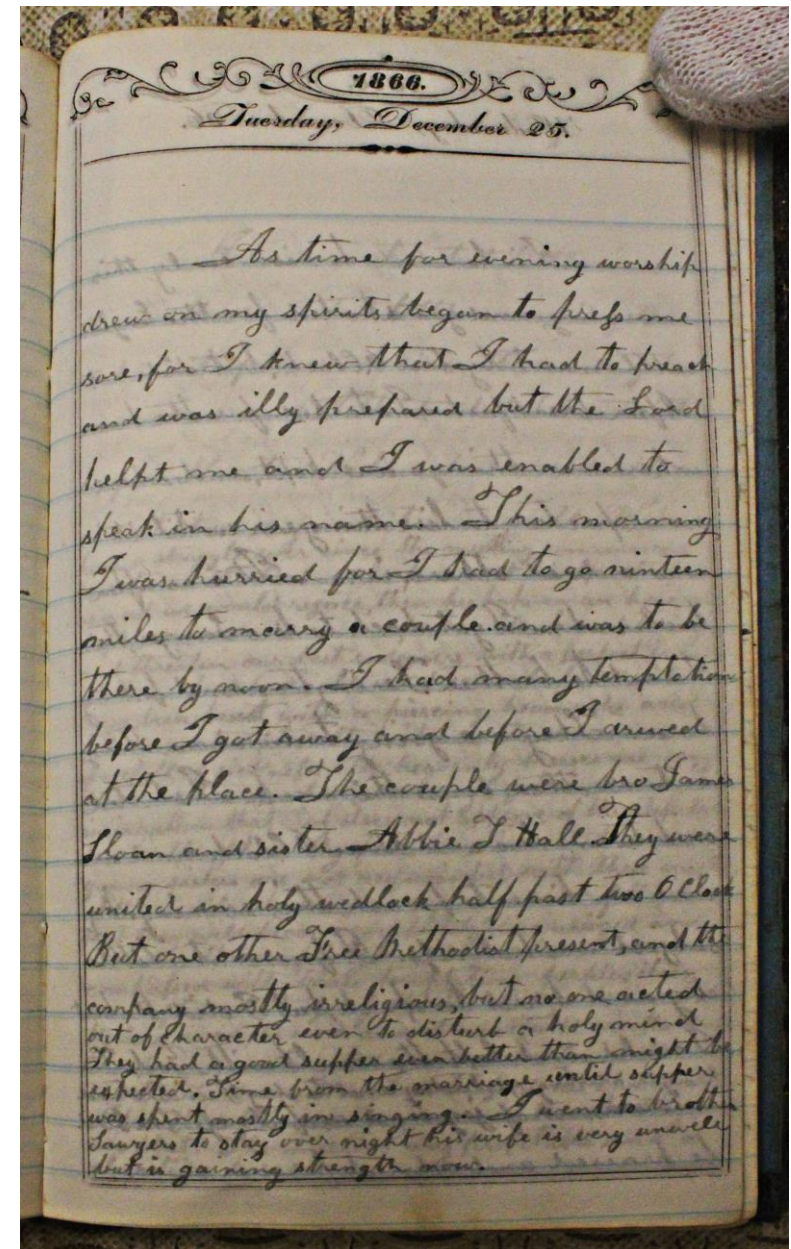 1866.
Tuesday, December 25.
As time for evening worship
drew on my spirits began to press me
sore, for I knew that I had to preach
and was illy prepared but the Lord
helpt me and I was enabled to
speak in his name. This morning
I was hurried for I had to go ninteen
miles to marry a couple and was to be
there by noon. I had many temptation
before I got away and before I arived
at the place. The couple were bro James
Sloan and sister Abbie T Hall. They were
united in holy wedlock half past two O Clock
But one other Free Methodist present, and the
company mostly irreligious, but no one acted
out of character even to disturb a holy mind
They had a good supper even better than might be
expected. Time from the marriage until supper
was spent mostly in singing. I went to brother
Sawyers to stay over night his wife is very unwell
but is gaining strength now.